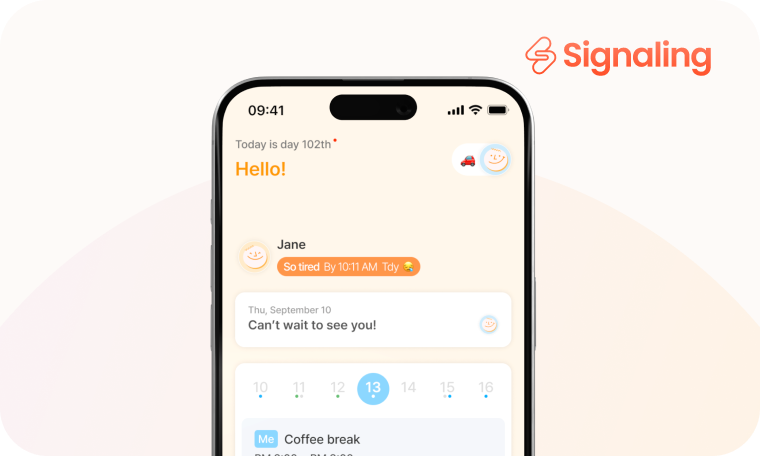 Signaling
09:41
Today is day 102th
Hello!
Jane
So tired By 10:11 AM Tdy
Thu, September 10
Can't wait to see you!
10 11 12 13 14 15 16
Me Coffee break